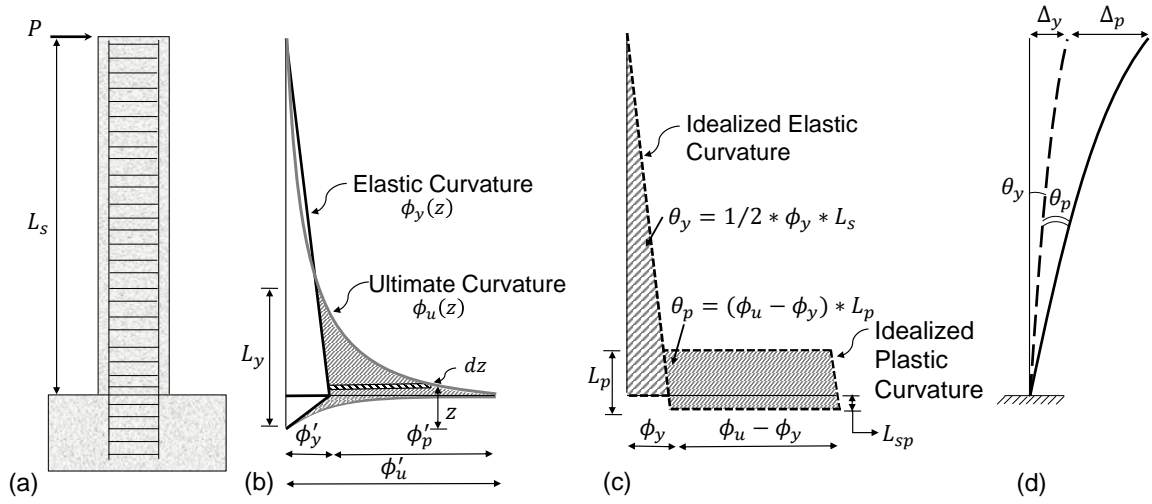 P
L_s
(a)
Elastic Curvature
ϕ_y(z)
Ultimate Curvature
ϕ_u(z)
L_y
dz
z
ϕ′_y
ϕ′_p
ϕ′_u
(b)
Idealized Elastic
Curvature
θ_y = 1/2 * ϕ_y * L_s
θ_p = (ϕ_u − ϕ_y) * L_p
Idealized
Plastic
Curvature
L_p
ϕ_y
ϕ_u − ϕ_y
L_sp
(c)
Δ_y
Δ_p
θ_y
θ_p
(d)